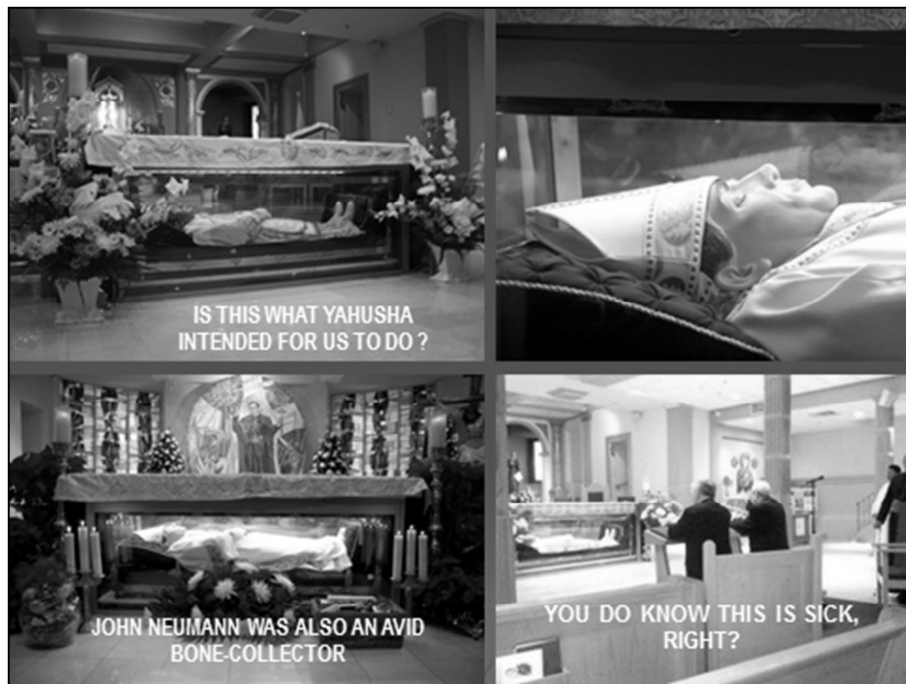 IS THIS WHAT YAHUSHA
INTENDED FOR US TO DO ?
JOHN NEUMANN WAS ALSO AN AVID
BONE-COLLECTOR
YOU DO KNOW THIS IS SICK,
RIGHT?